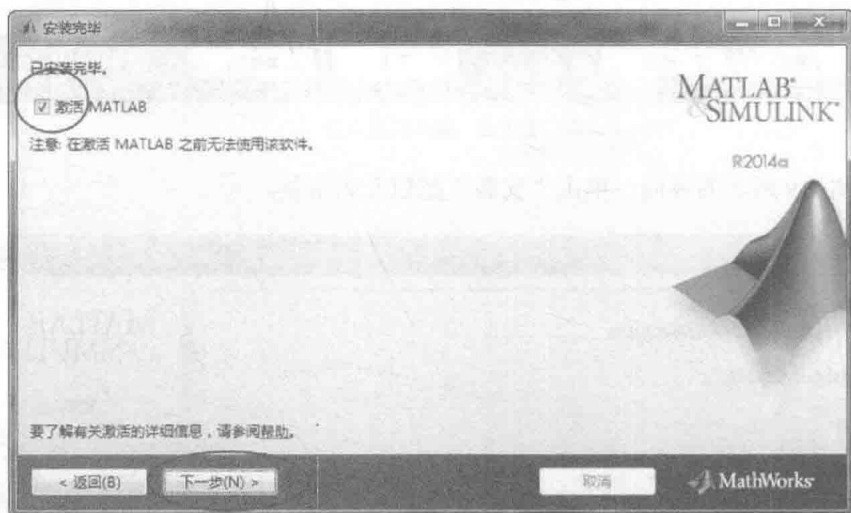 安装完毕
已安装完毕。
激活 MATLAB
注意: 在激活 MATLAB 之前无法使用该软件。
MATLAB®
&SIMULINK®
R2014a
要了解有关激活的详细信息，请参阅帮助。
< 返回(B)
下一步(N) >
取消
MathWorks®